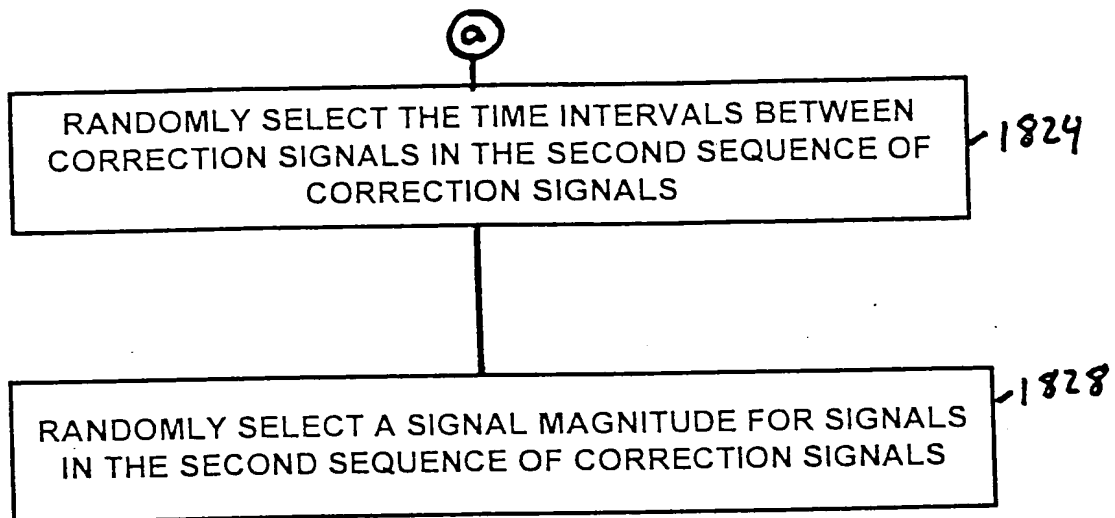 a
RANDOMLY SELECT THE TIME INTERVALS BETWEEN
CORRECTION SIGNALS IN THE SECOND SEQUENCE OF
CORRECTION SIGNALS
1824
RANDOMLY SELECT A SIGNAL MAGNITUDE FOR SIGNALS
IN THE SECOND SEQUENCE OF CORRECTION SIGNALS
1828